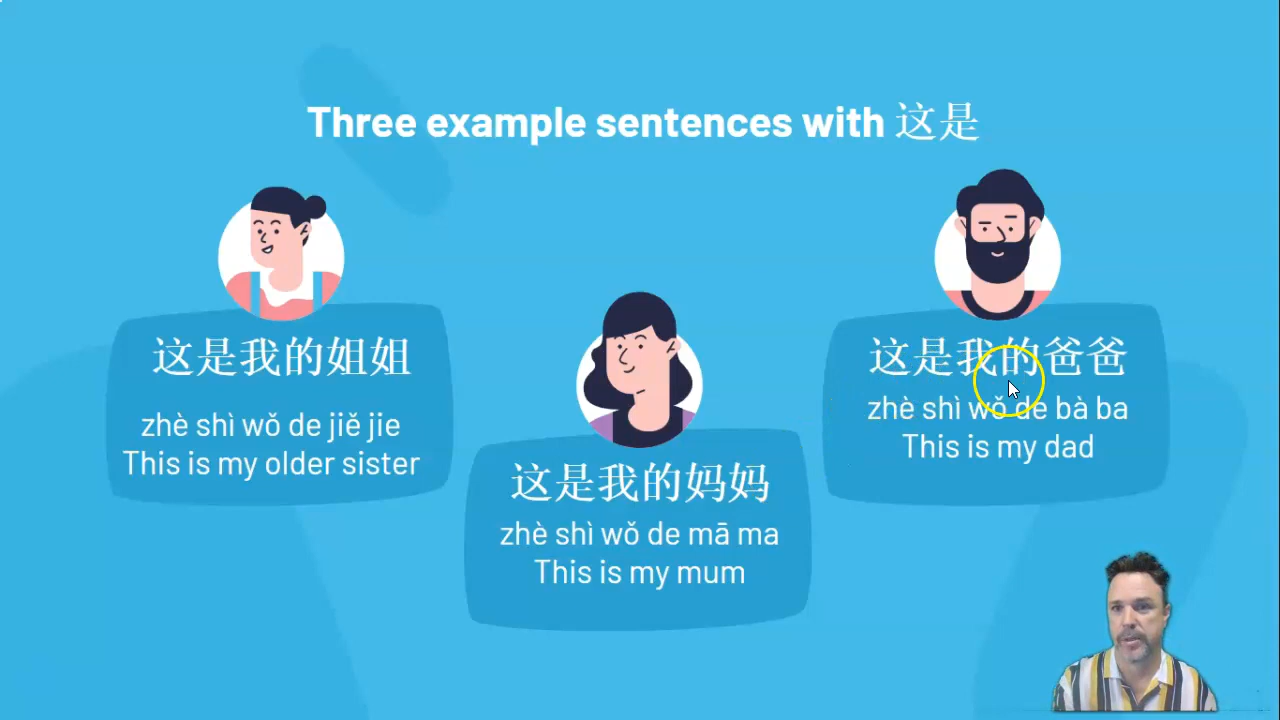 Three example sentences with 这是
这是我的姐姐
zhè shì wǒ de jiě jie
This is my older sister
这是我的妈妈
zhè shì wǒ de mā ma
This is my mum
这是我的爸爸
zhè shì wǒ de bà ba
This is my dad